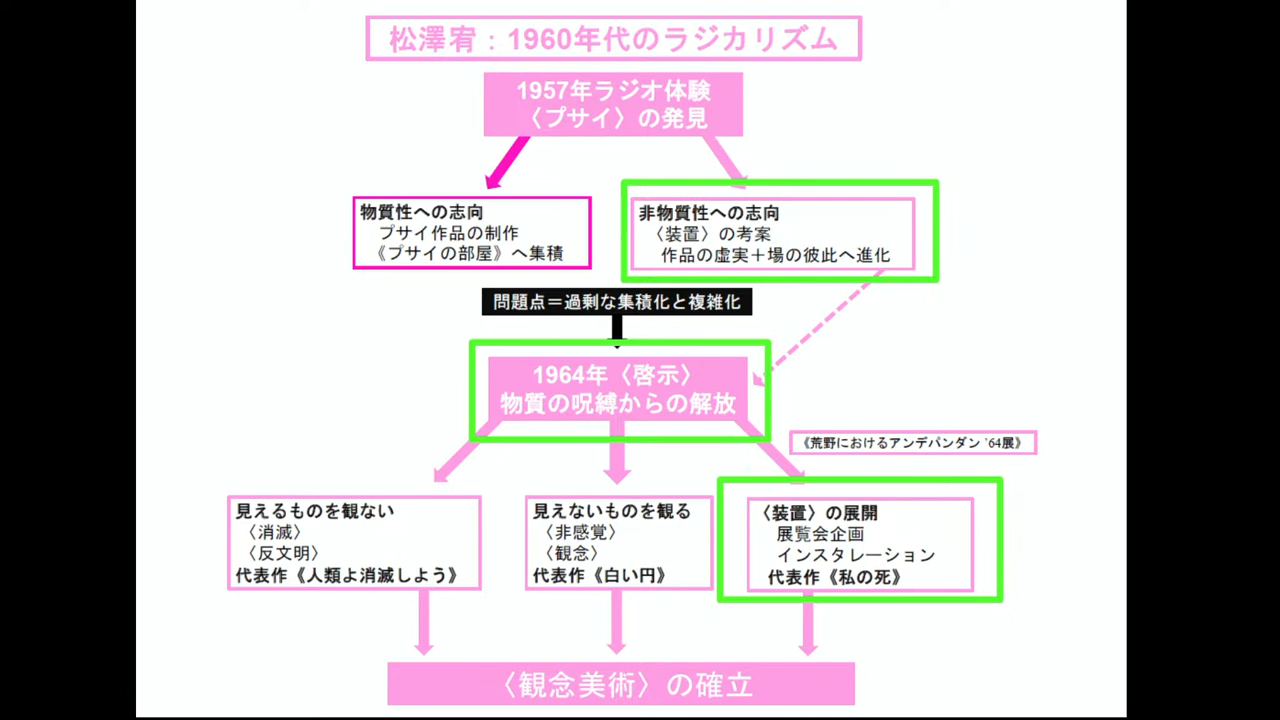 松澤宥：1960年代のラジカリズム
1957年ラジオ体験
〈プサイ〉の発見
物質性への志向
プサイ作品の制作
《プサイの部屋》へ集積
非物質性への志向
〈装置〉の考案
作品の虚実＋場の彼此へ進化
問題点＝過剰な集積化と複雑化
1964年〈啓示〉
物質の呪縛からの解放
《荒野におけるアンデパンダン '64展》
見えるものを観ない
〈消滅〉
〈反文明〉
代表作《人類よ消滅しよう》
見えないものを観る
〈非感覚〉
〈観念〉
代表作《白い円》
〈装置〉の展開
展覧会企画
インスタレーション
代表作《私の死》
〈観念美術〉の確立